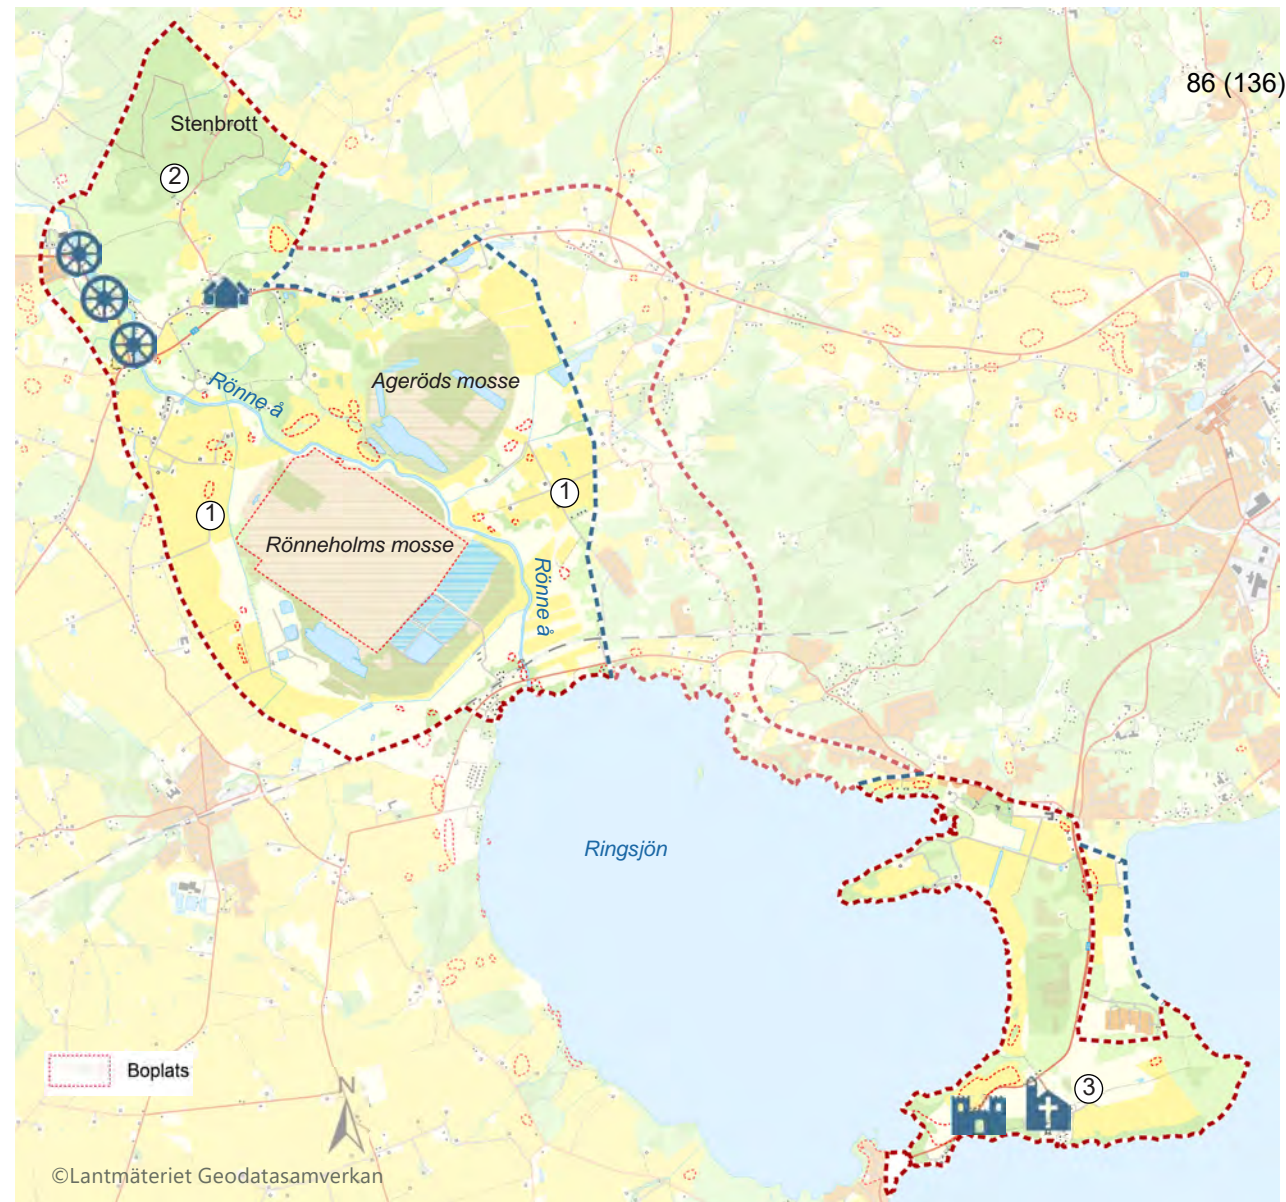 86 (136)
Stenbrott
2
Rönne å
Ageröds mosse
1
1
Rönneholms mosse
Rönne å
Ringsjön
Boplats
N
3
©Lantmäteriet Geodatasamverkan